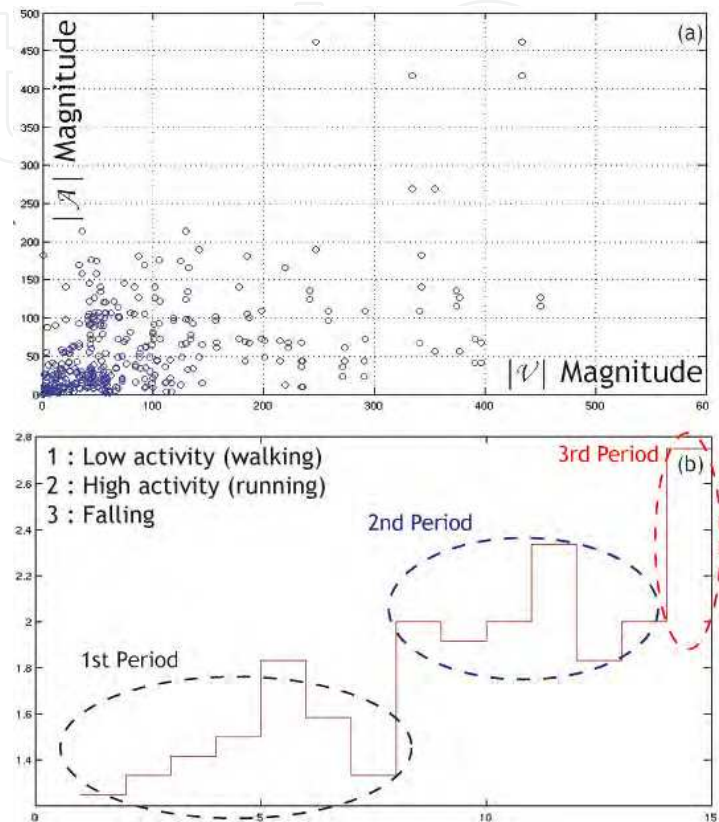 500
(a)
450
400
350
300
250
200
150
100
50
0
|𝒜| Magnitude
|𝒱| Magnitude
0 100 200 300 400 500 60
2.8
2.6
2.4
2.2
2
1.8
1.6
1.4
1 : Low activity (walking)
2 : High activity (running)
3 : Falling
3rd Period
(b)
2nd Period
1st Period
0 5 10 15